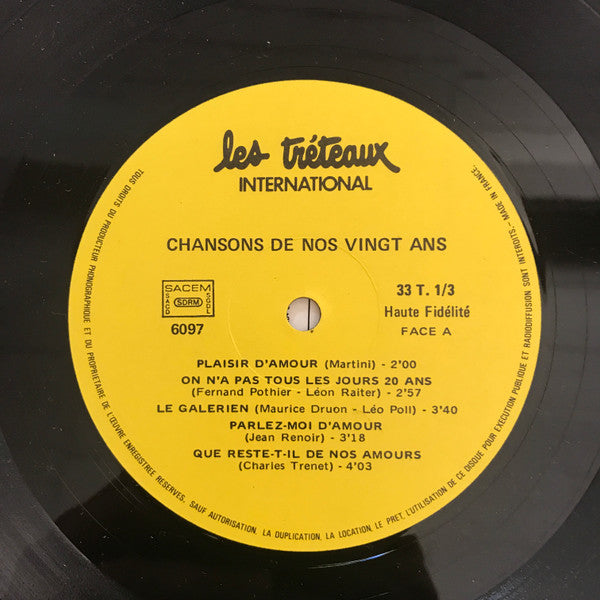 les tréteaux
INTERNATIONAL
CHANSONS DE NOS VINGT ANS
SACEM
SACD SDRM SGDL
6097
33 T. 1/3
Haute Fidélité
FACE A
PLAISIR D'AMOUR (Martini) - 2'00
ON N'A PAS TOUS LES JOURS 20 ANS
(Fernand Pothier - Léon Raiter) - 2'57
LE GALERIEN (Maurice Druon - Léo Poll) - 3'40
PARLEZ-MOI D'AMOUR
(Jean Renoir) - 3'18
QUE RESTE-T-IL DE NOS AMOURS
(Charles Trenet) - 4'03
TOUS DROITS DU PRODUCTEUR PHONOGRAPHIQUE ET DU PROPRIETAIRE DE L'ŒUVRE ENREGISTREE RESERVES, SAUF AUTORISATION, LA DUPLICATION, LA LOCATION, LE PRET, L'UTILISATION DE CE DISQUE POUR EXECUTION PUBLIQUE ET RADIODIFFUSION SONT INTERDITS. - MADE IN FRANCE.